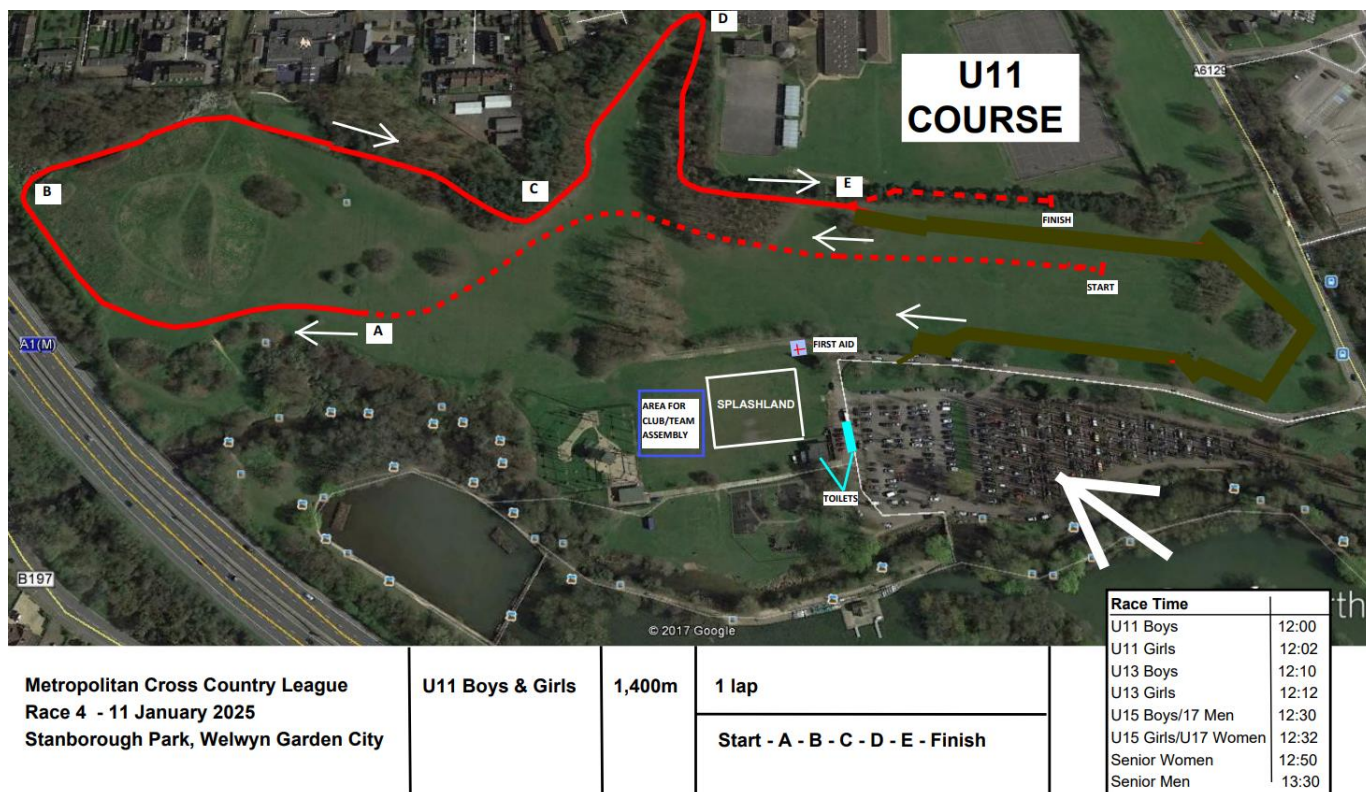 D
U11
COURSE
A6129
B
C
E
FINISH
START
A
A1(M)
FIRST AID
AREA FOR
CLUB/TEAM
ASSEMBLY
SPLASHLAND
TOILETS
B197
© 2017 Google
rth
Race Time
U11 Boys 12:00
U11 Girls 12:02
U13 Boys 12:10
U13 Girls 12:12
U15 Boys/17 Men 12:30
U15 Girls/U17 Women 12:32
Senior Women 12:50
Senior Men 13:30
Metropolitan Cross Country League
Race 4 - 11 January 2025
Stanborough Park, Welwyn Garden City
U11 Boys & Girls
1,400m
1 lap
Start - A - B - C - D - E - Finish